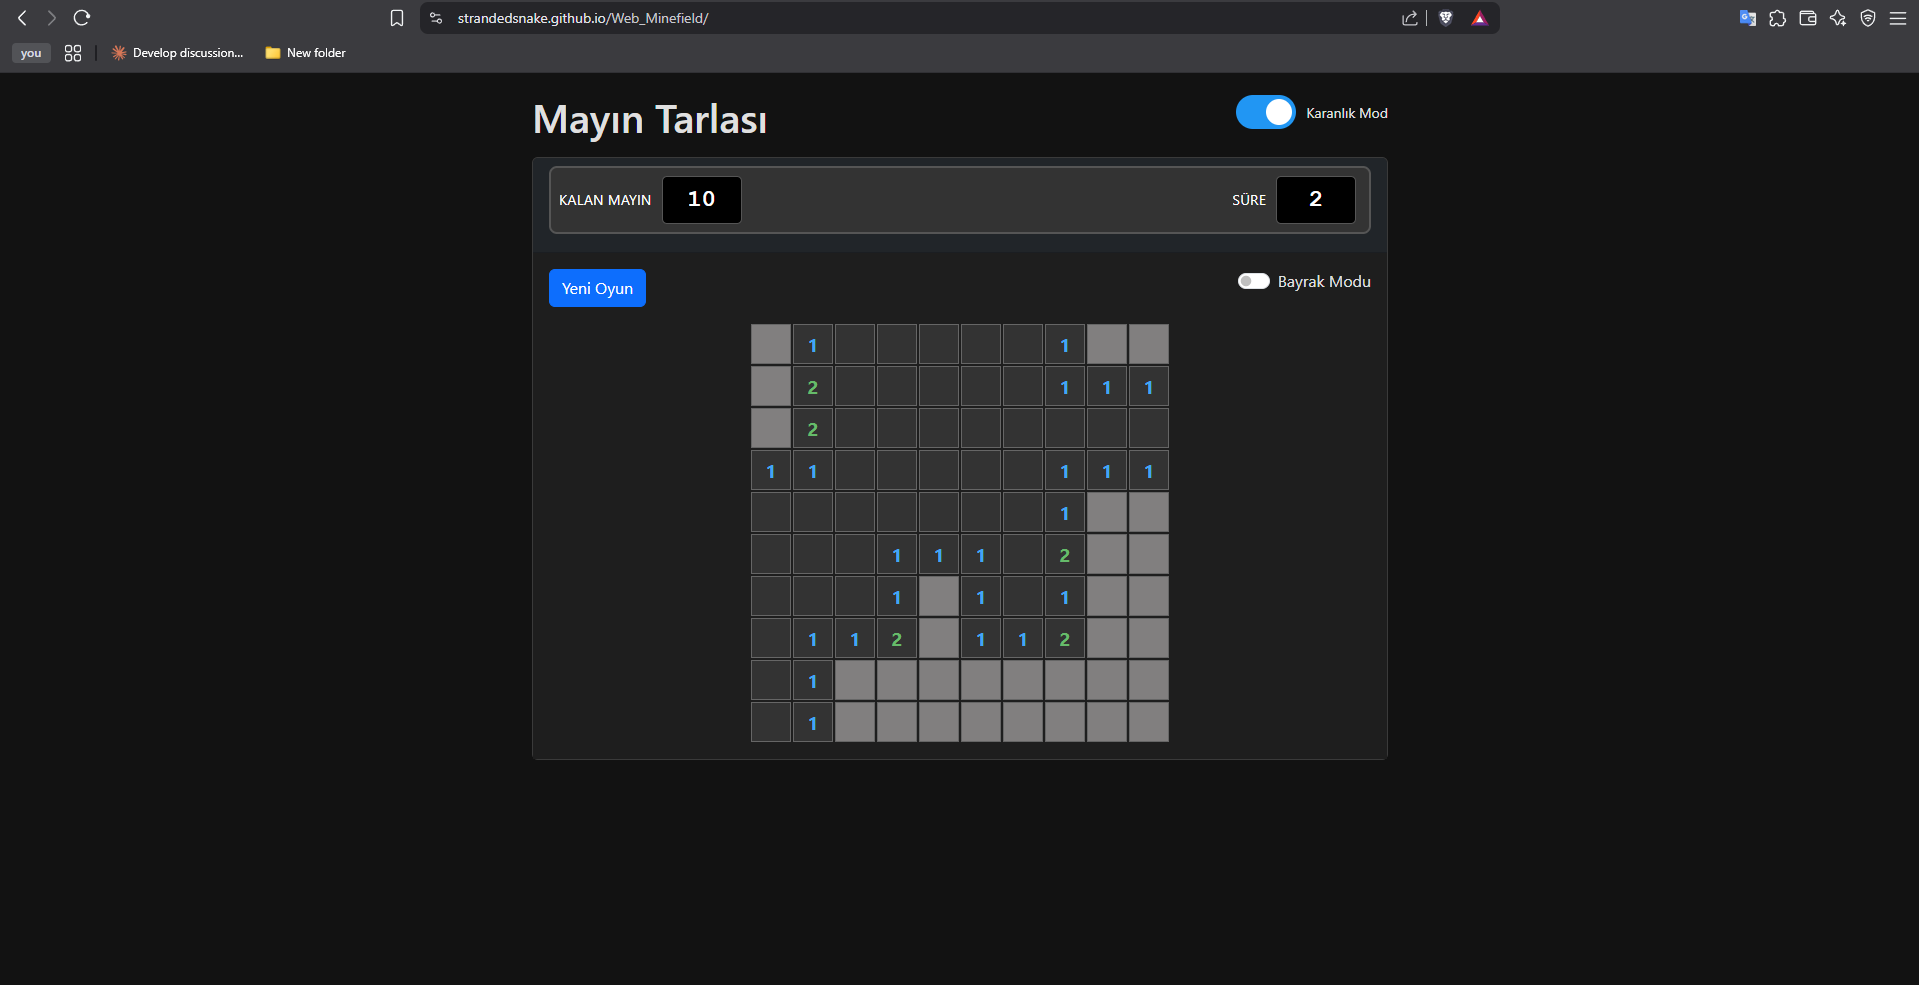 strandedsnake.github.io/Web_Minefield/
you Develop discussion... New folder
Mayın Tarlası
Karanlık Mod
KALAN MAYIN 10 SÜRE 2
Yeni Oyun Bayrak Modu
1 1
2 1 1 1
2
1 1 1 1 1
1
1 1 1 2
1 1 1
1 1 2 1 1 2
1
1